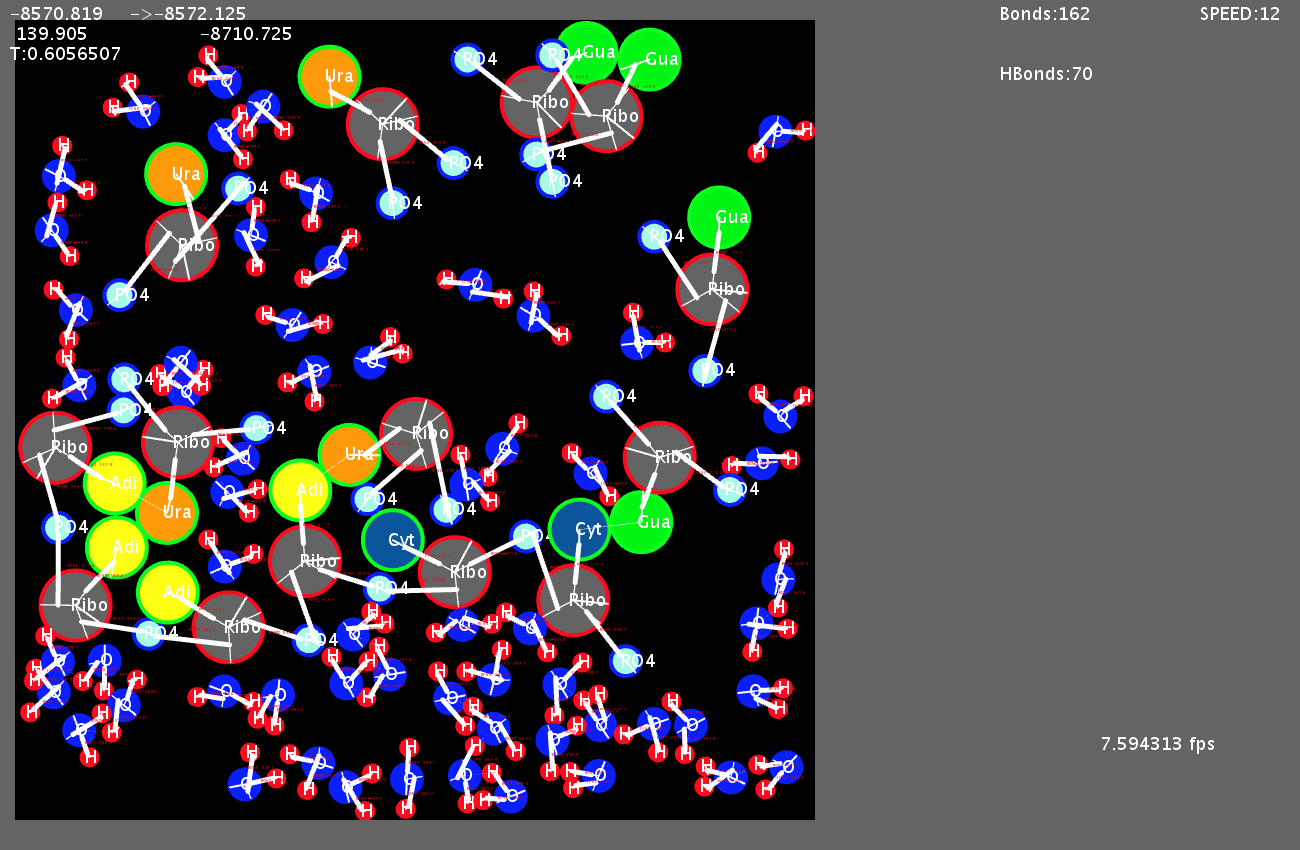 -8570.819 ->-8572.125 Bonds:162 SPEED:12
139.905 -8710.725
T:0.6056507
HBonds:70
H PO4 PO4 Gua Gua
H O Ura
H O Ribo
H O O H Ribo
H H Ribo O H
H O H PO4 H
H O Ura PO4 PO4
O H H PO4 H O PO4
H H PO4 Gua
O O H PO4
H Ribo H
H O
H PO4 H O H Ribo
H O H O H
H O H H O H O
H H O H
H H O O H PO4
O H PO4 O H PO4 H H
H O PO4 H PO4 O
Ribo Ribo PO4 Ribo H
H O Ura H H Ribo O H
Adi H O H Adi H O O PO4
Ura H PO4 PO4 H Gua
PO4 Cyt PO4 Cyt
Adi H O H Ribo H
Adi PO4 Ribo O
Ribo Ribo H H Ribo H
H PO4 PO4 O H O H O H O H
H O O H H H O H PO4 H
H O O H H O H H O H O H O H
H O H O H H O H O H O H O H
H O H H H O H H O H O H 7.594313 fps
H H O H H O H H O H H O
O H H O H O H O H O H O H H
H H H H O